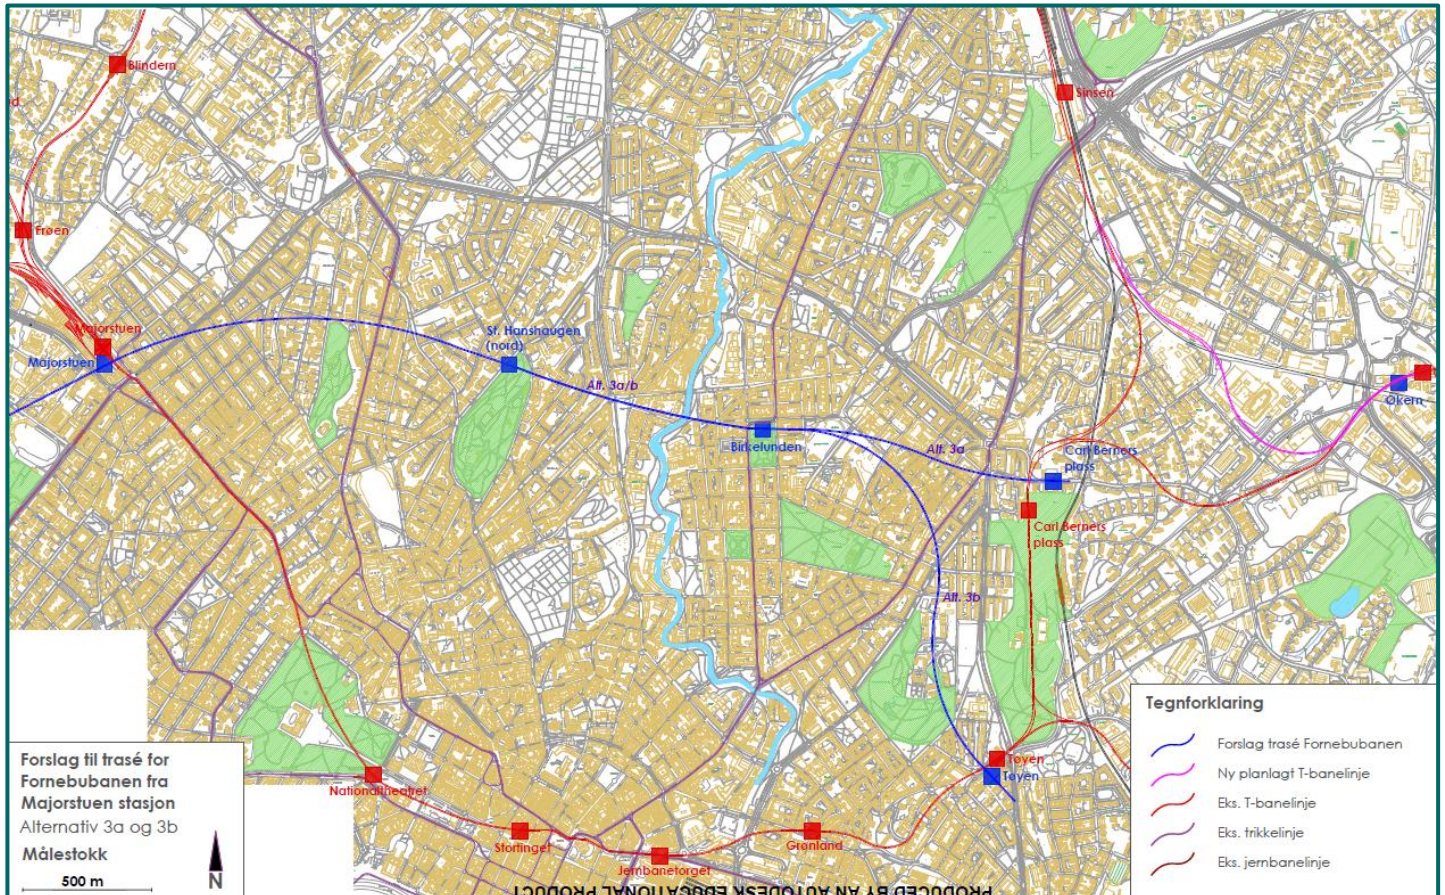 Blindern
Sinsen
Frøen
Majorstuen
Majorstuen
St. Hanshaugen
(nord)
Alt. 3a/b
Økern
Birkelunden
Alt. 3a
Carl Berners
plass
Carl Berners
plass
Alt. 3b
Tøyen
Tøyen
Nationaltheatret
Stortinget
Grønland
Jernbanetorget
Forslag til trasé for
Fornebubanen fra
Majorstuen stasjon
Alternativ 3a og 3b
Målestokk
500 m
N
PRODUCED BY AN AUTODESK EDUCATIONAL PRODUCT
Tegnforklaring
Forslag trasé Fornebubanen
Ny planlagt T-banelinje
Eks. T-banelinje
Eks. trikkelinje
Eks. jernbanelinje